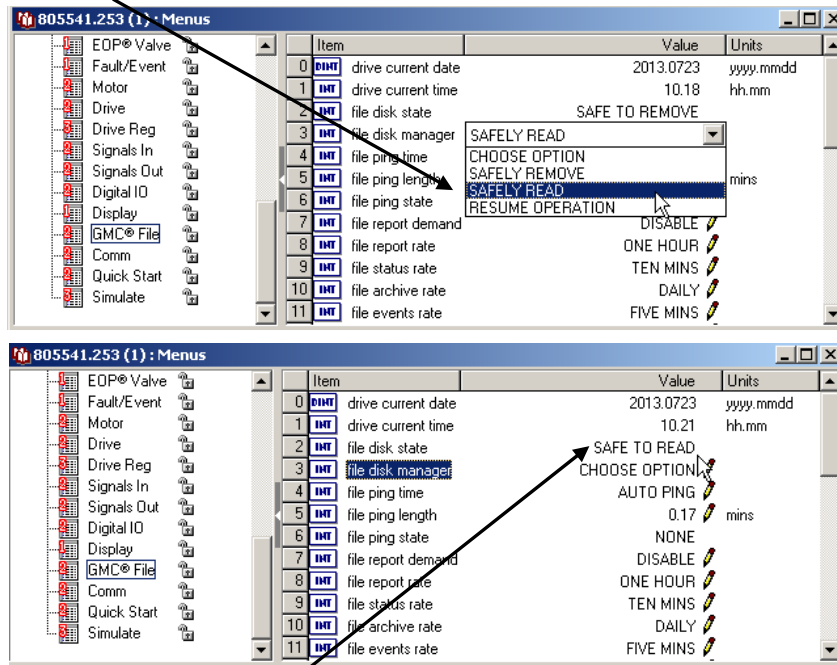 805541.253 (1) : Menus
EOP® Valve
Fault/Event
Motor
Drive
Drive Reg
Signals In
Signals Out
Digital IO
Display
GMC® File
Comm
Quick Start
Simulate
Item Value Units
0 DINT drive current date 2013.0723 yyyy.mmdd
1 INT drive current time 10.18 hh.mm
2 INT file disk state SAFE TO REMOVE
3 INT file disk manager SAFELY READ
CHOOSE OPTION
SAFELY REMOVE
SAFELY READ
RESUME OPERATION
4 INT file ping time
5 INT file ping length mins
6 INT file ping state
7 INT file report demand DISABLE
8 INT file report rate ONE HOUR
9 INT file status rate TEN MINS
10 INT file archive rate DAILY
11 INT file events rate FIVE MINS
805541.253 (1) : Menus
EOP® Valve
Fault/Event
Motor
Drive
Drive Reg
Signals In
Signals Out
Digital IO
Display
GMC® File
Comm
Quick Start
Simulate
Item Value Units
0 DINT drive current date 2013.0723 yyyy.mmdd
1 INT drive current time 10.21 hh.mm
2 INT file disk state SAFE TO READ
3 INT file disk manager CHOOSE OPTION
4 INT file ping time AUTO PING
5 INT file ping length 0.17 mins
6 INT file ping state NONE
7 INT file report demand DISABLE
8 INT file report rate ONE HOUR
9 INT file status rate TEN MINS
10 INT file archive rate DAILY
11 INT file events rate FIVE MINS